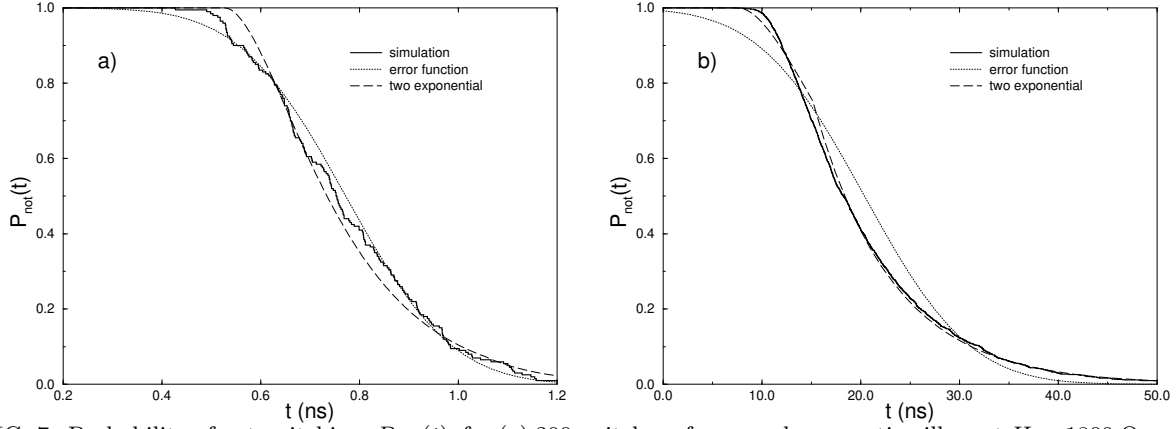 1.0
0.8
0.6
0.4
0.2
0.0
P_not(t)
a)
simulation
error function
two exponential
0.2 0.4 0.6 0.8 1.0 1.2
t (ns)
1.0
0.8
0.6
0.4
0.2
0.0
P_not(t)
b)
simulation
error function
two exponential
0.0 10.0 20.0 30.0 40.0 50.0
t (ns)